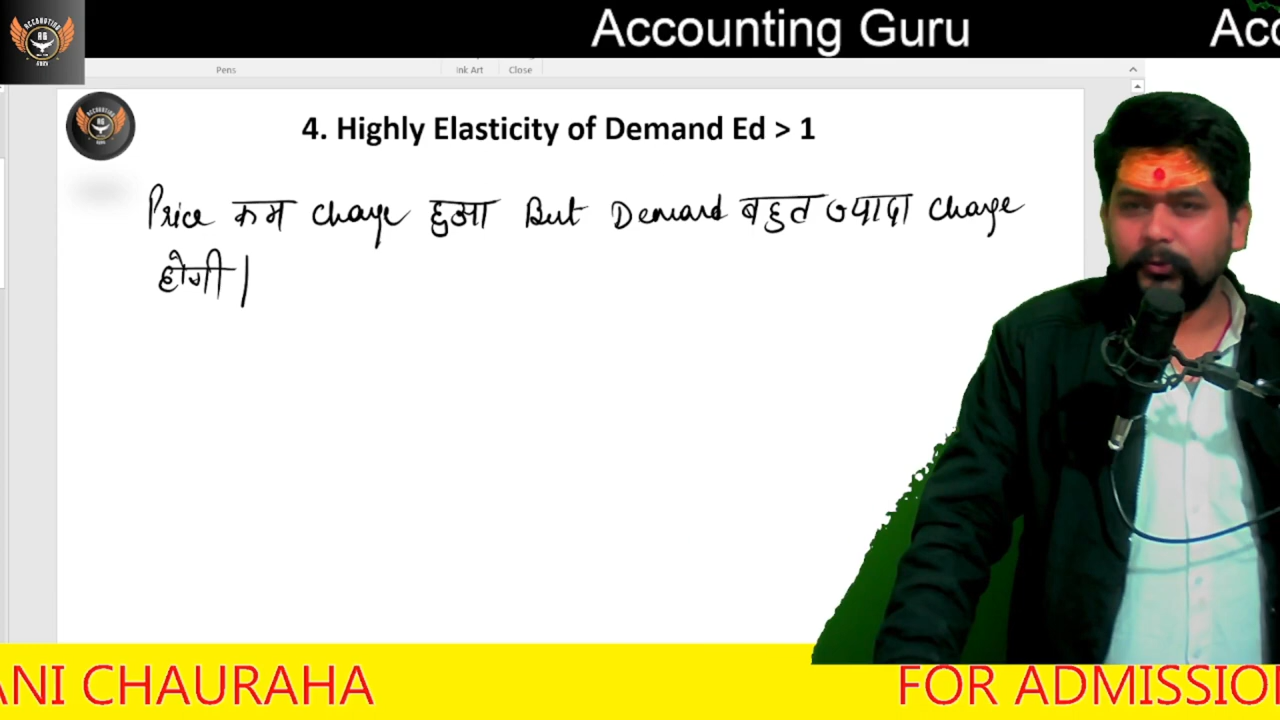 Accounting Guru
Acc
Pens
Ink Art
Close
4. Highly Elasticity of Demand Ed > 1
Price कम change हुआ But Demand बहुत ज्यादा change
होगी।
ANI CHAURAHA
FOR ADMISSION